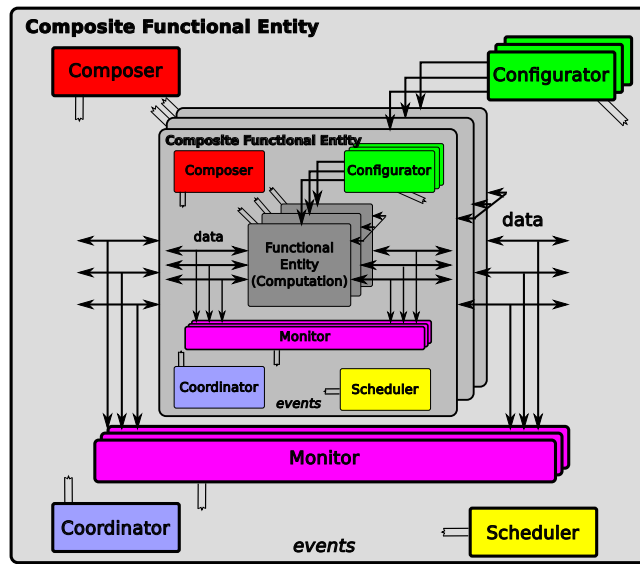 Composite Functional Entity
Composer
Configurator
Composite Functional Entity
Composer
Configurator
data
data
Functional
Entity
(Computation)
Monitor
Coordinator
Scheduler
events
Monitor
Coordinator
Scheduler
events